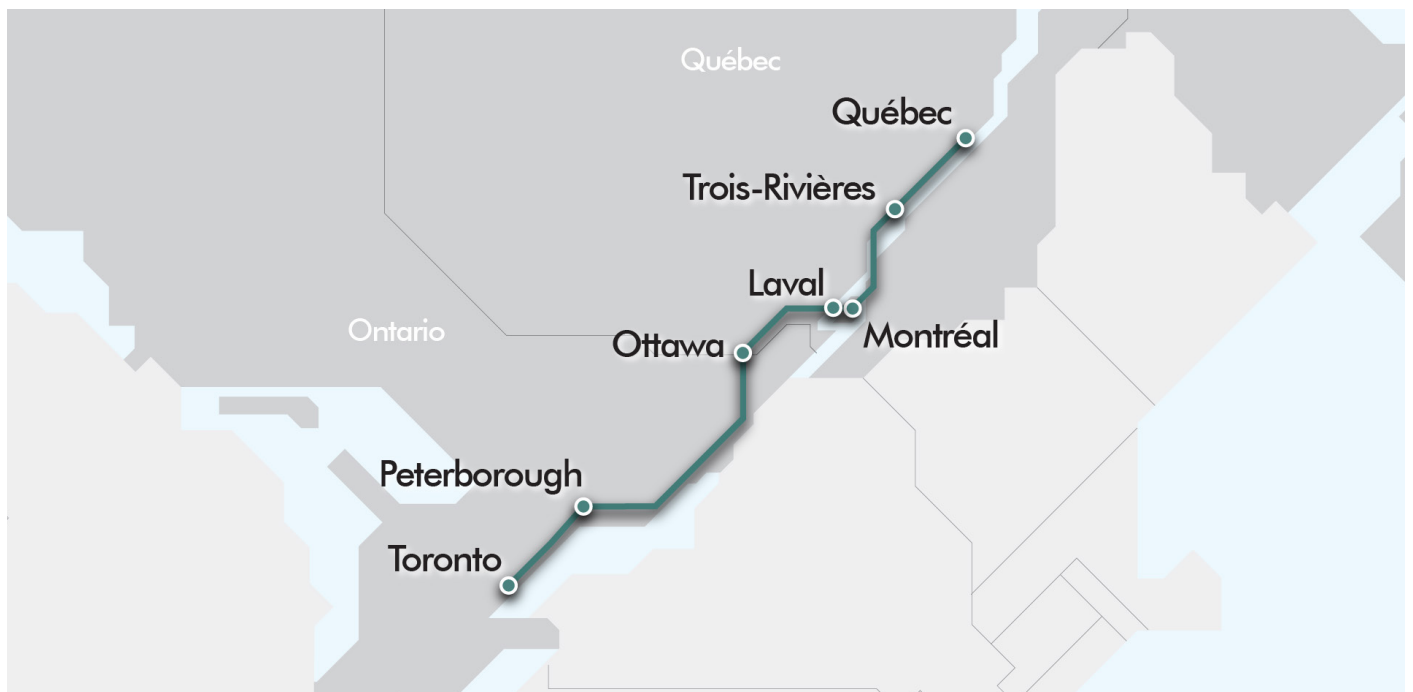 Québec
Québec
Trois-Rivières
Laval
Ontario
Ottawa
Montréal
Peterborough
Toronto